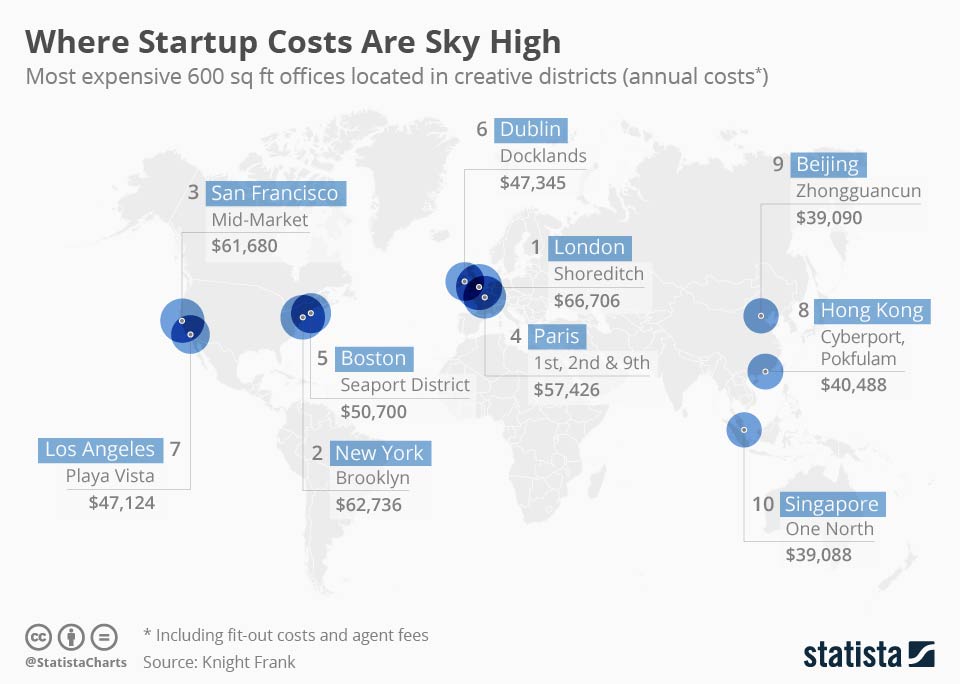 Where Startup Costs Are Sky High
Most expensive 600 sq ft offices located in creative districts (annual costs*)
6 Dublin
Docklands
$47,345
9 Beijing
Zhongguancun
$39,090
3 San Francisco
Mid-Market
$61,680
1 London
Shoreditch
$66,706
8 Hong Kong
Cyberport,
Pokfulam
$40,488
4 Paris
1st, 2nd & 9th
$57,426
5 Boston
Seaport District
$50,700
Los Angeles 7
Playa Vista
$47,124
2 New York
Brooklyn
$62,736
10 Singapore
One North
$39,088
cc
@StatistaCharts
* Including fit-out costs and agent fees
Source: Knight Frank
statista